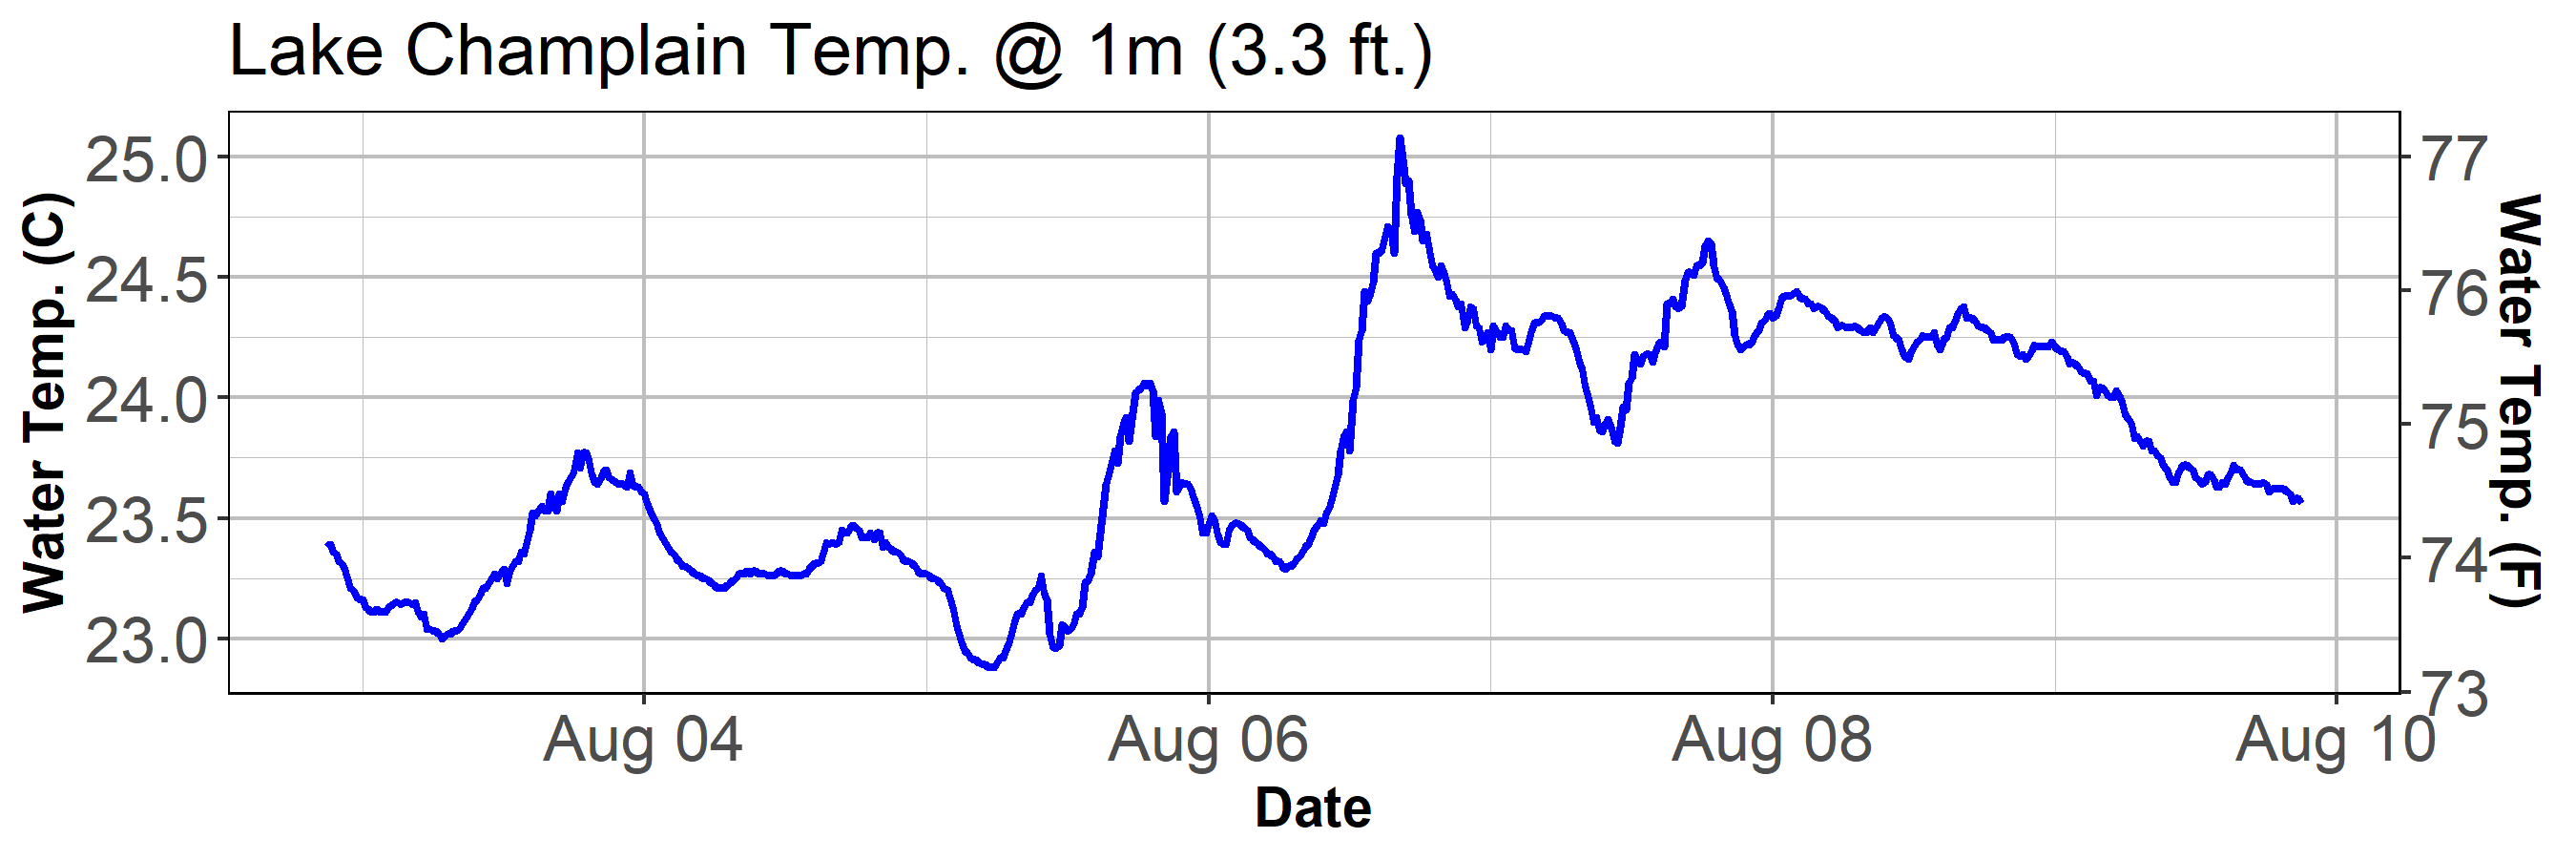 Lake Champlain Temp. @ 1m (3.3 ft.)
Water Temp. (C)
25.0
24.5
24.0
23.5
23.0
77
76
75
74
73
Water Temp. (F)
Aug 04
Aug 06
Aug 08
Aug 10
Date